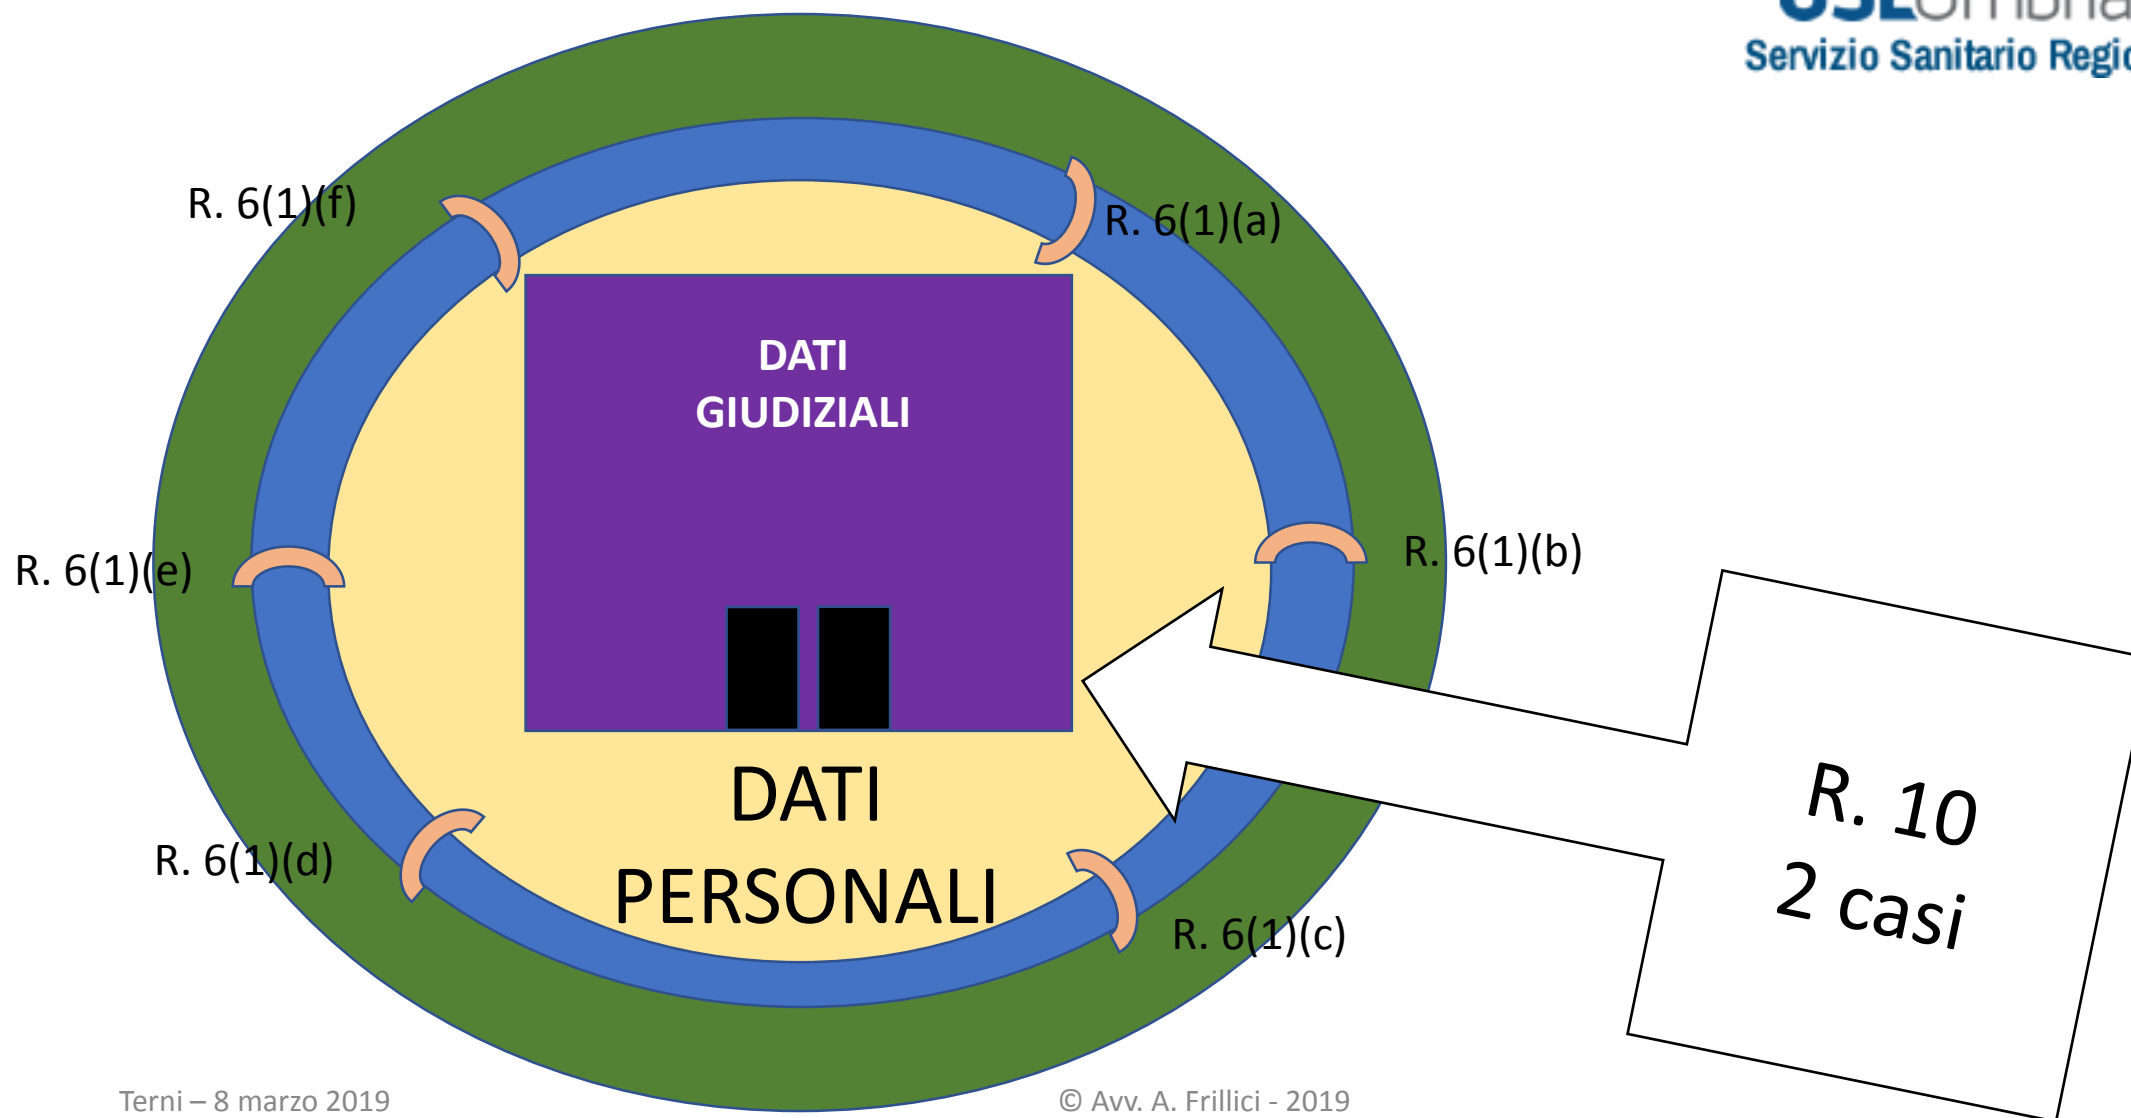 Servizio Sanitario
R. 6(1)(f)
R. 6(1)(a)
DATI
GIUDIZIALI
R. 6(1)(e)
R. 6(1)(b)
DATI
PERSONALI
R. 10
2 casi
R. 6(1)(d)
R. 6(1)(c)
Terni – 8 marzo 2019
© Avv. A. Frillici - 2019